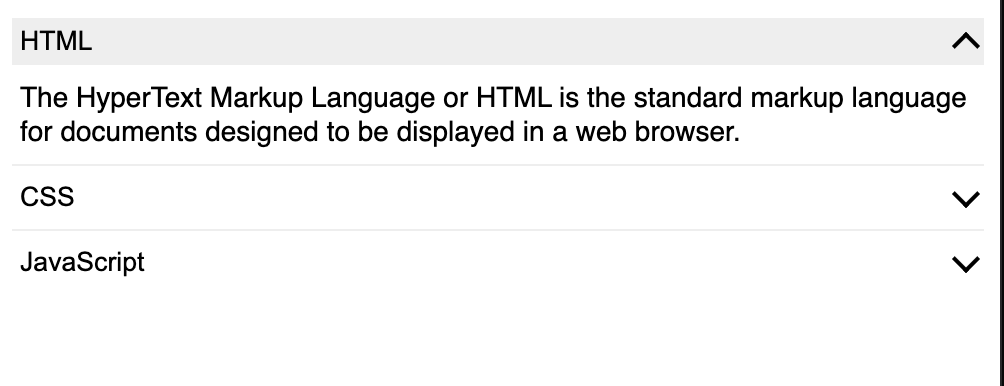 HTML
The HyperText Markup Language or HTML is the standard markup language
for documents designed to be displayed in a web browser.
CSS
JavaScript